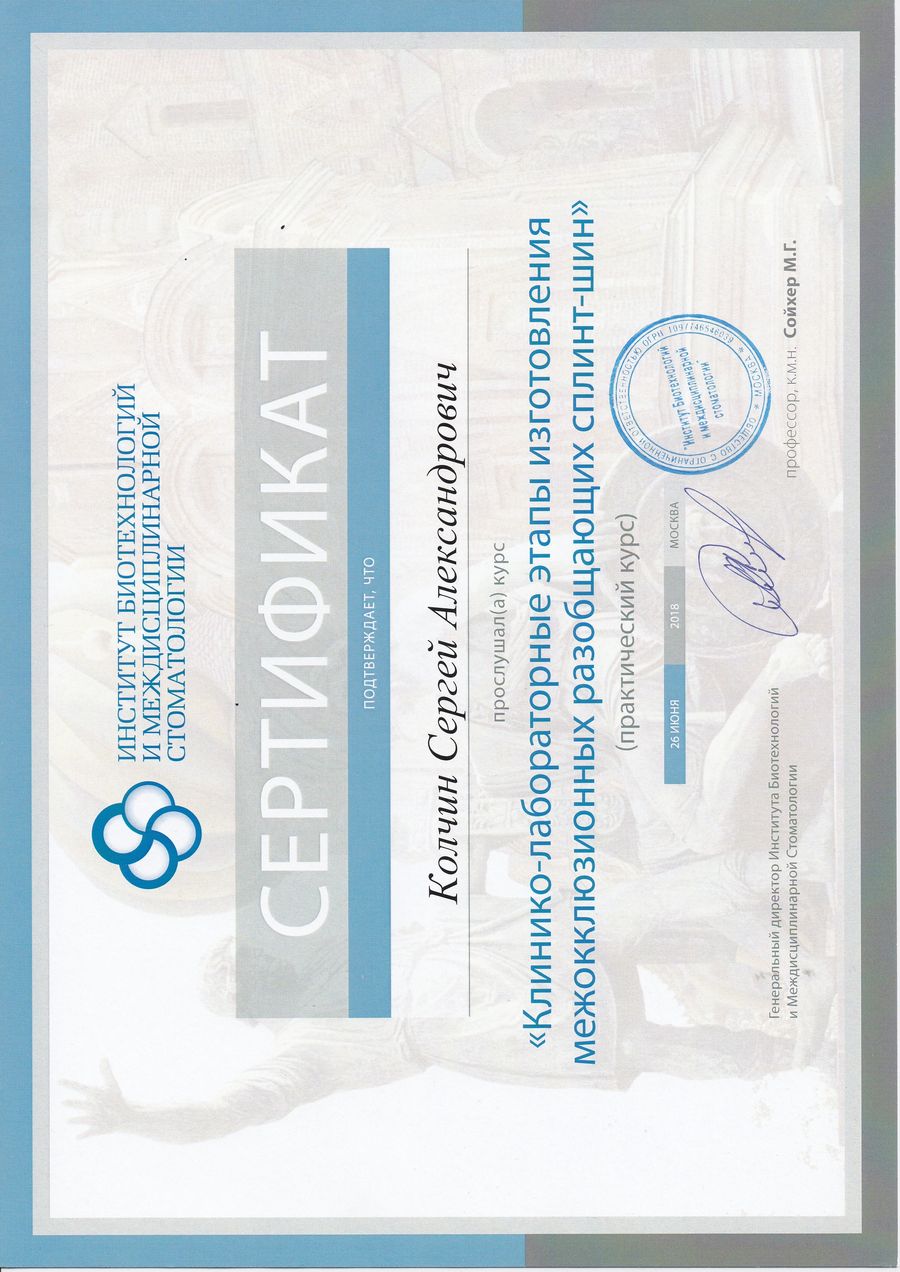 ИНСТИТУТ БИОТЕХНОЛОГИЙ
И МЕЖДИСЦИПЛИНАРНОЙ
СТОМАТОЛОГИИ
СЕРТИФИКАТ
ПОДТВЕРЖДАЕТ, ЧТО
Колчин Сергей Александрович
прослушал(а) курс
«Клинико-лабораторные этапы изготовления
межокклюзионных разобщающих сплинт-шин»
(практический курс)
26 ИЮНЯ 2018 МОСКВА
Генеральный директор Института Биотехнологий
и Междисциплинарной Стоматологии
профессор, к.м.н. Сойхер М.Г.
ОБЩЕСТВО С ОГРАНИЧЕННОЙ ОТВЕТСТВЕННОСТЬЮ ОГРН 1097746546039 * МОСКВА *
"Институт Биотехнологий
и междисциплинарной
стоматологии"